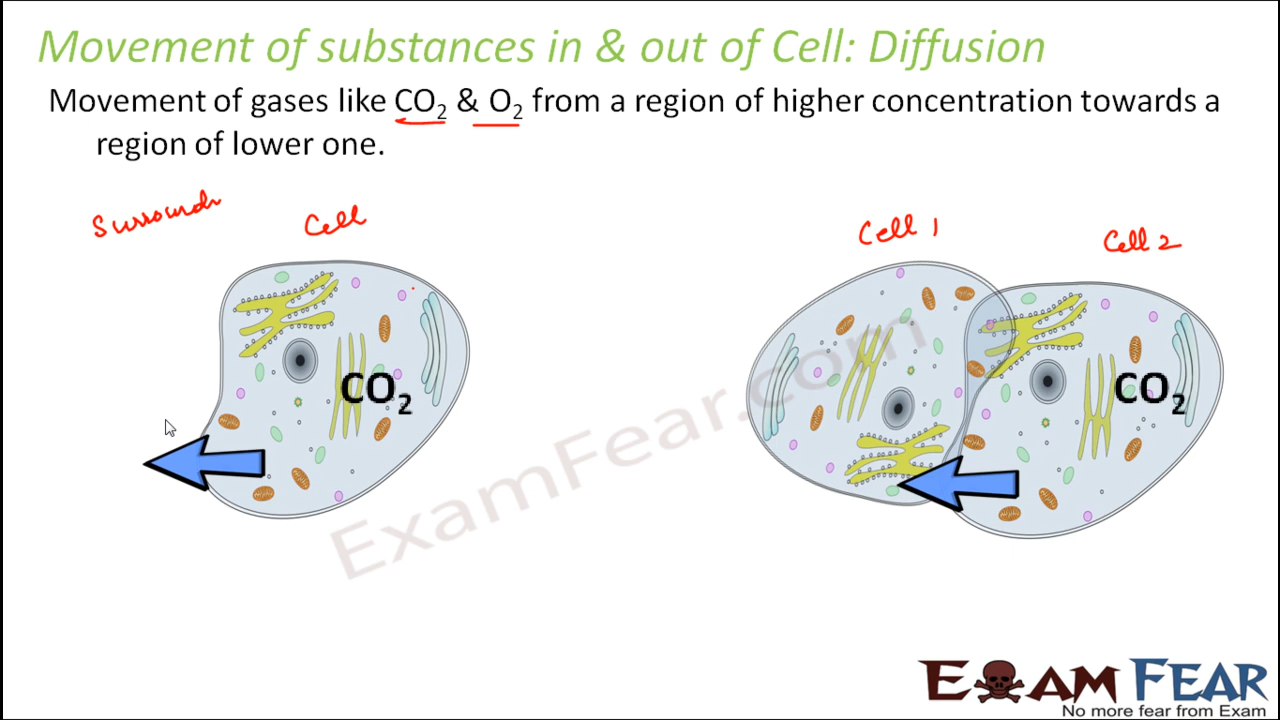 Movement of substances in & out of Cell: Diffusion
Movement of gases like CO₂ & O₂ from a region of higher concentration towards a
region of lower one.
Surround
Cell
Cell 1
Cell 2
CO₂
CO₂
ExamFear.com
EXAM FEAR
No more fear from Exam